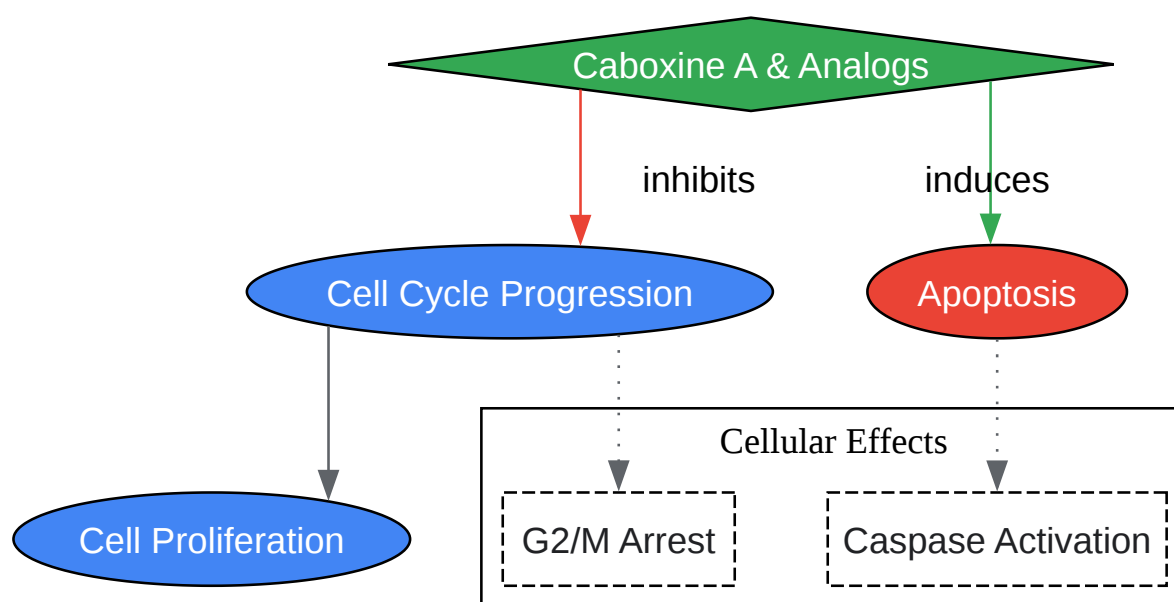 Caboxine A & Analogs
inhibits
induces
Cell Cycle Progression
Apoptosis
Cellular Effects
Cell Proliferation
G2/M Arrest
Caspase Activation